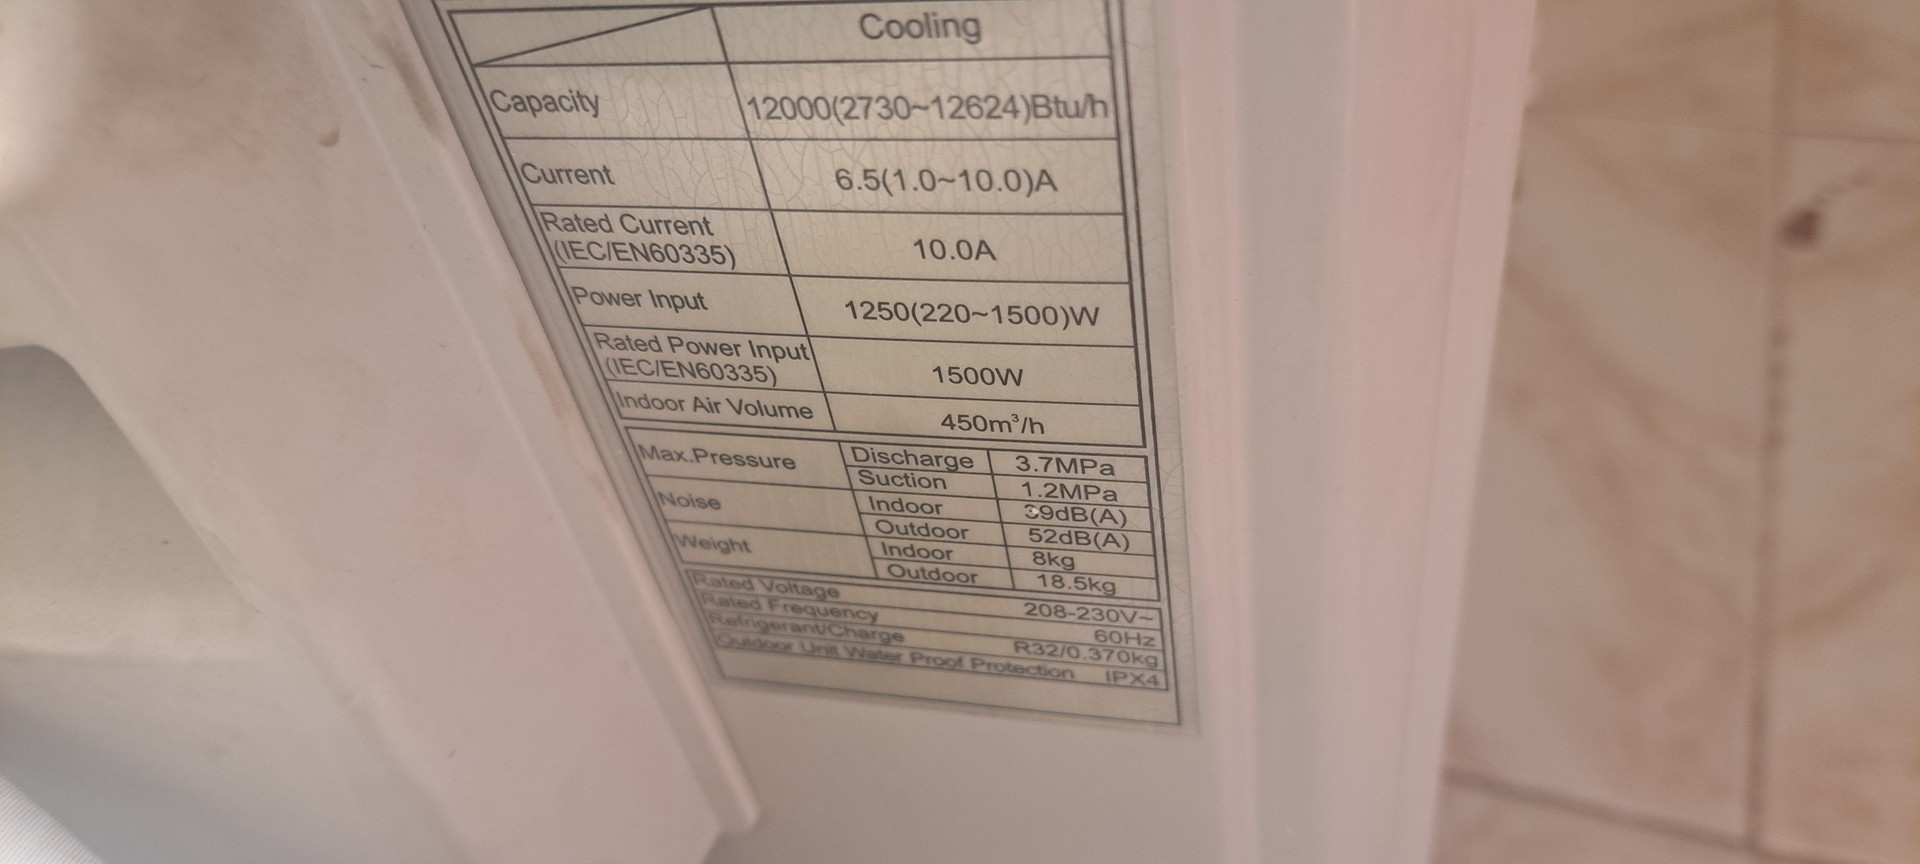 Cooling
Capacity 12000(2730~12624)Btu/h
Current 6.5(1.0~10.0)A
Rated Current
(IEC/EN60335) 10.0A
Power Input 1250(220~1500)W
Rated Power Input
(IEC/EN60335) 1500W
Indoor Air Volume 450m³/h
Max.Pressure Discharge 3.7MPa
Suction 1.2MPa
Noise Indoor 39dB(A)
Outdoor 52dB(A)
Weight Indoor 8kg
Outdoor 18.5kg
Rated Voltage 208-230V~
Rated Frequency 60Hz
Refrigerant/Charge R32/0.370kg
Outdoor Unit Water Proof Protection IPX4